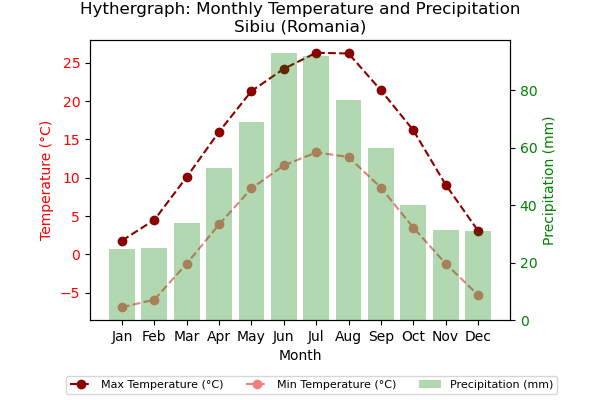 Hythergraph: Monthly Temperature and Precipitation
Sibiu (Romania)
Temperature (°C)
25
20
15
10
5
0
−5
80
60
40
20
0
Precipitation (mm)
Jan Feb Mar Apr May Jun Jul Aug Sep Oct Nov Dec
Month
Max Temperature (°C) Min Temperature (°C) Precipitation (mm)